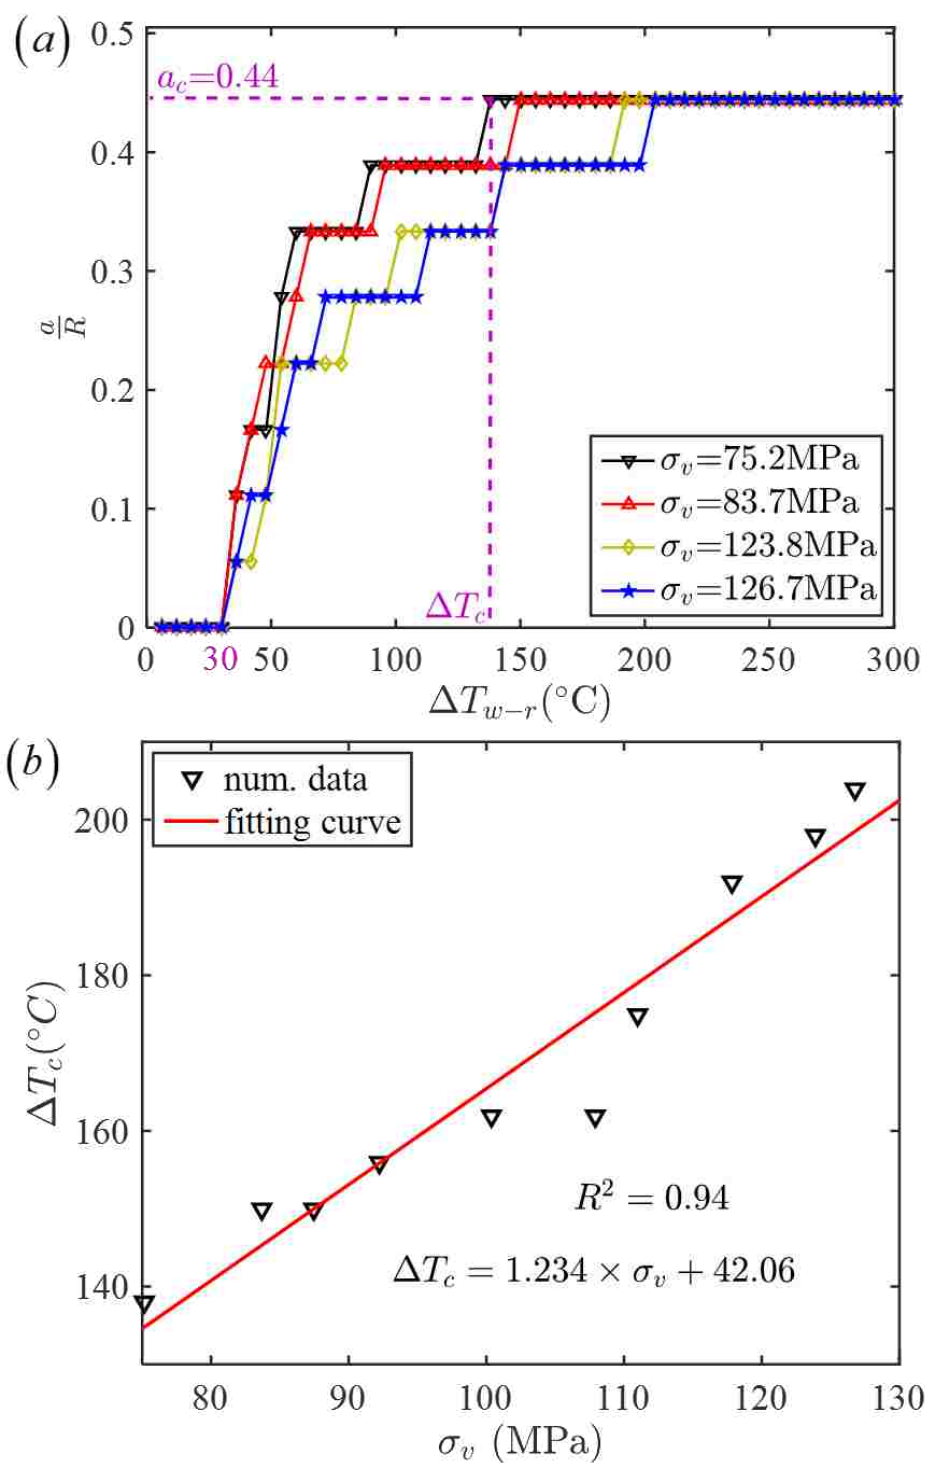 (a)
0.5
a_c=0.44
0.4
0.3
a/R
0.2
0.1
0
σ_v=75.2MPa
σ_v=83.7MPa
σ_v=123.8MPa
σ_v=126.7MPa
ΔT_c
0 30 50 100 150 200 250 300
ΔT_{w−r}(°C)
(b)
num. data
fitting curve
200
180
160
140
ΔT_c(°C)
R² = 0.94
ΔT_c = 1.234 × σ_v + 42.06
80 90 100 110 120 130
σ_v (MPa)